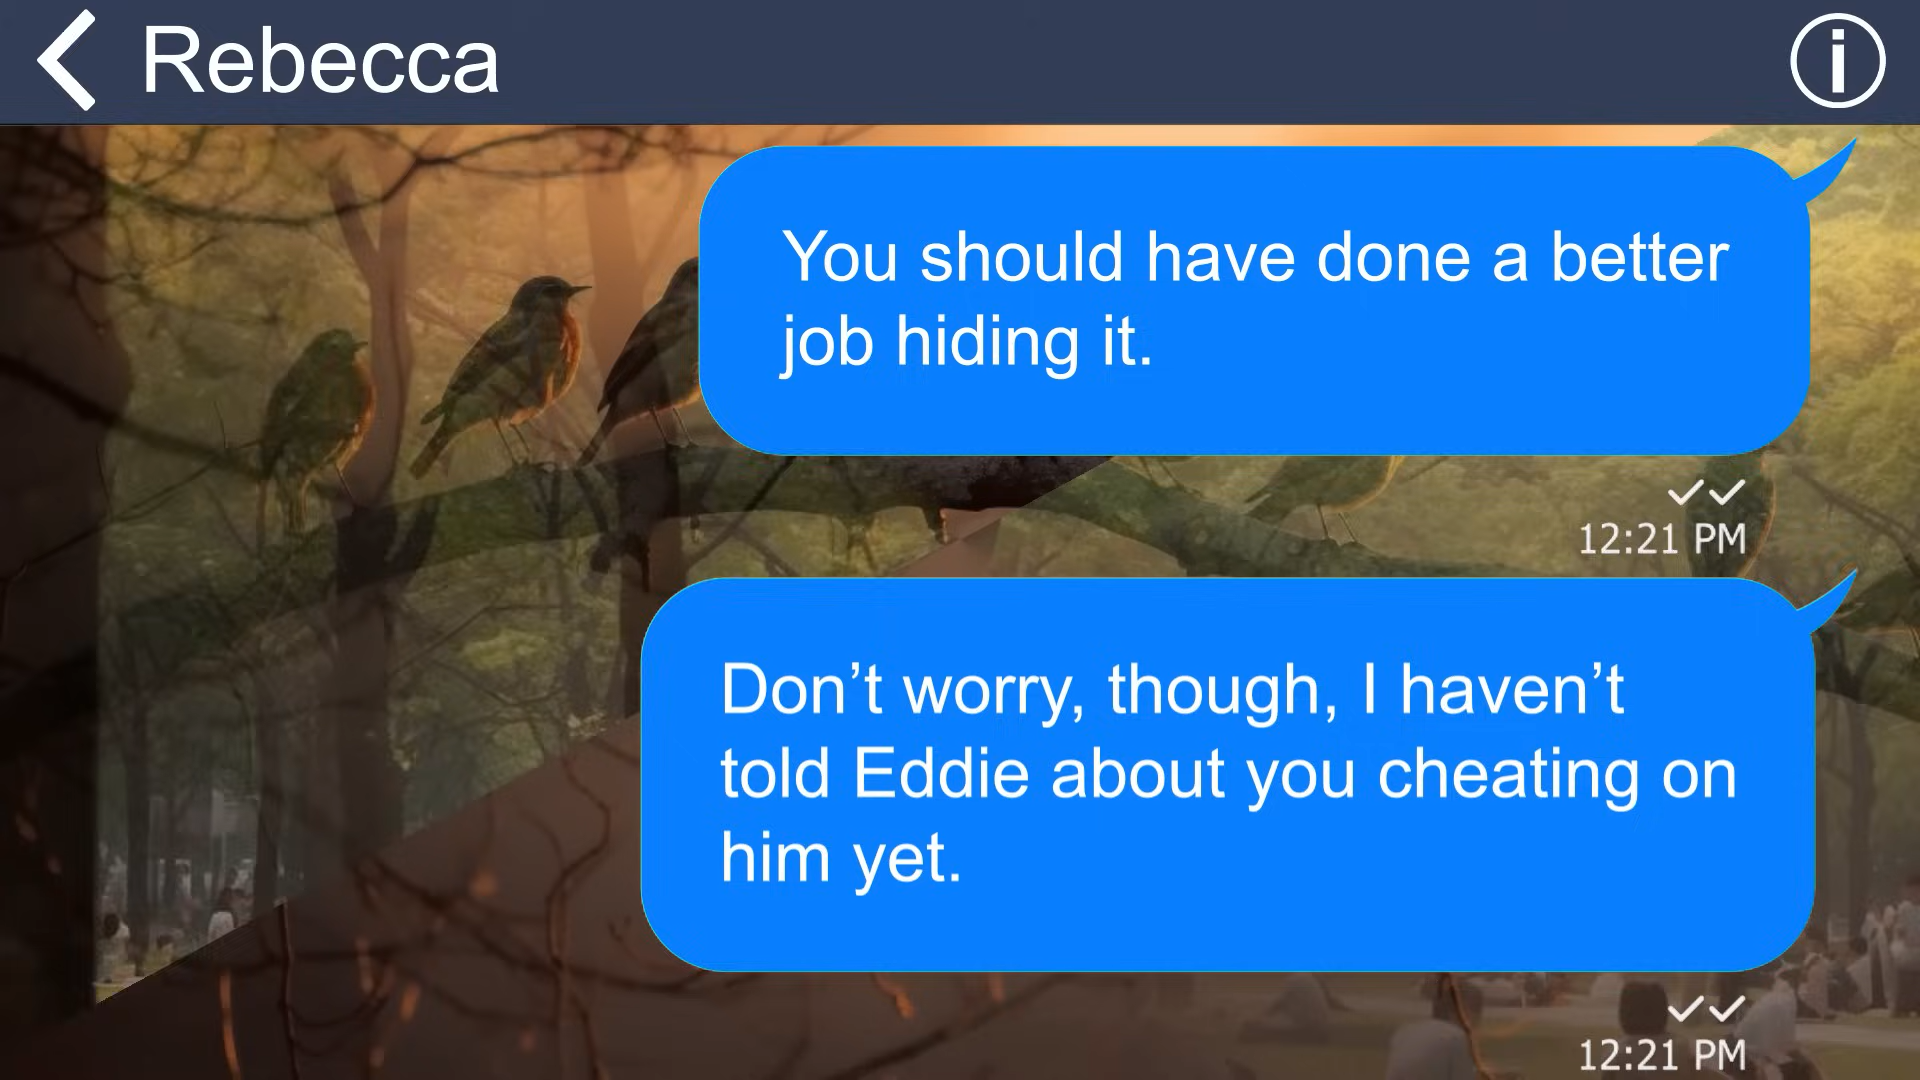 Rebecca
You should have done a better
job hiding it.
12:21 PM
Don’t worry, though, I haven’t
told Eddie about you cheating on
him yet.
12:21 PM